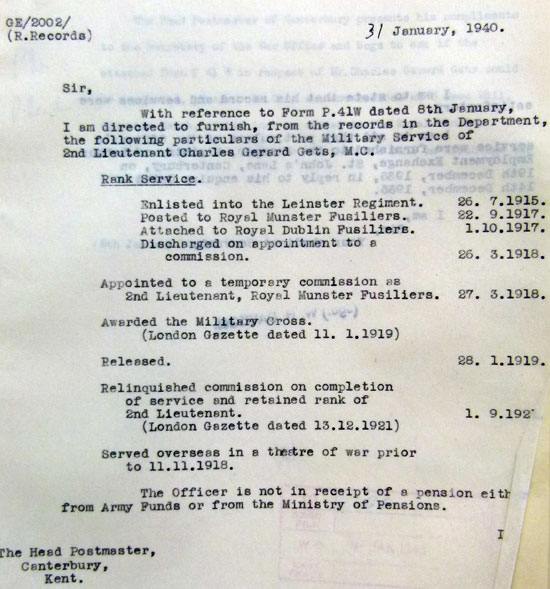 GE/2002/
(R.Records)
31 January, 1940.
Sir,
With reference to Form P.41W dated 8th January,
I am directed to furnish, from the records in the Department,
the following particulars of the Military Service of
2nd Lieutenant Charles Gerard Gets, M.C.
Rank Service.
Enlisted into the Leinster Regiment. 26. 7.1915.
Posted to Royal Munster Fusiliers. 22. 9.1917.
Attached to Royal Dublin Fusiliers. 1.10.1917.
Discharged on appointment to a
commission. 26. 3.1918.
Appointed to a temporary commission as
2nd Lieutenant, Royal Munster Fusiliers. 27. 3.1918.
Awarded the Military Cross.
(London Gazette dated 11. 1.1919)
Released. 28. 1.1919.
Relinquished commission on completion
of service and retained rank of
2nd Lieutenant. 1. 9.192
(London Gazette dated 13.12.1921)
Served overseas in a theatre of war prior
to 11.11.1918.
The Officer is not in receipt of a pension eith
from Army Funds or from the Ministry of Pensions.
I
The Head Postmaster,
Canterbury,
Kent.